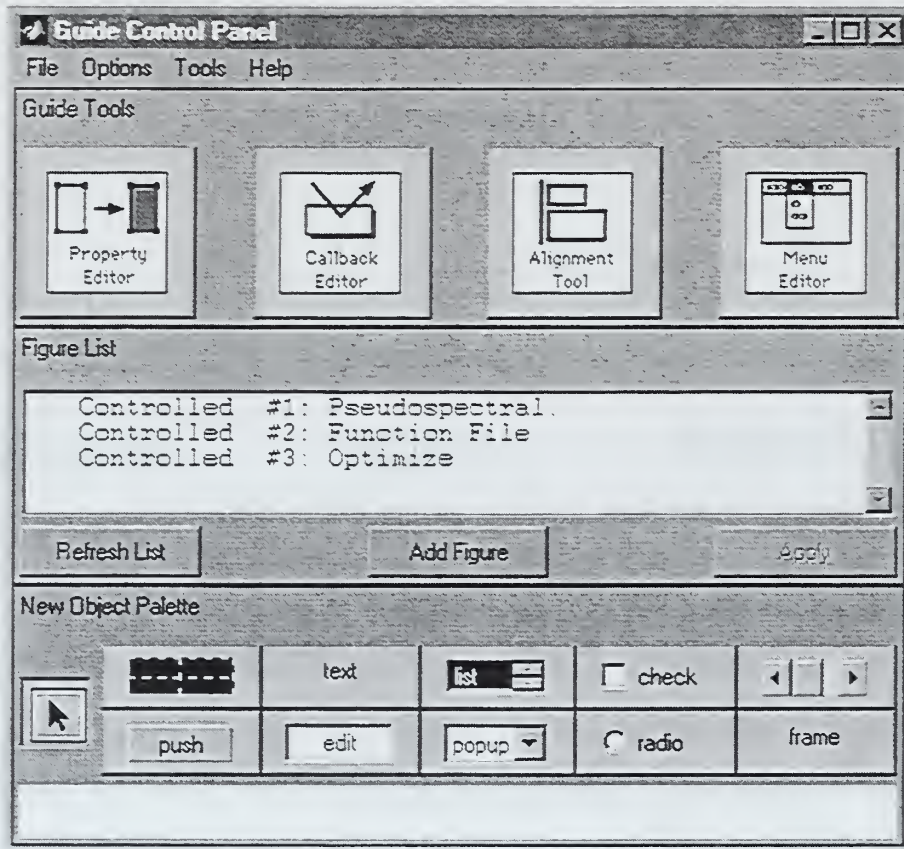 Guide Control Panel
File Options Tools Help
Guide Tools
Property
Editor
Callback
Editor
Alignment
Tool
Menu
Editor
Figure List
Controlled #1: Pseudospectral.
Controlled #2: Function File
Controlled #3: Optimize
Refresh List Add Figure Apply
New Object Palette
text list check
push edit popup radio frame